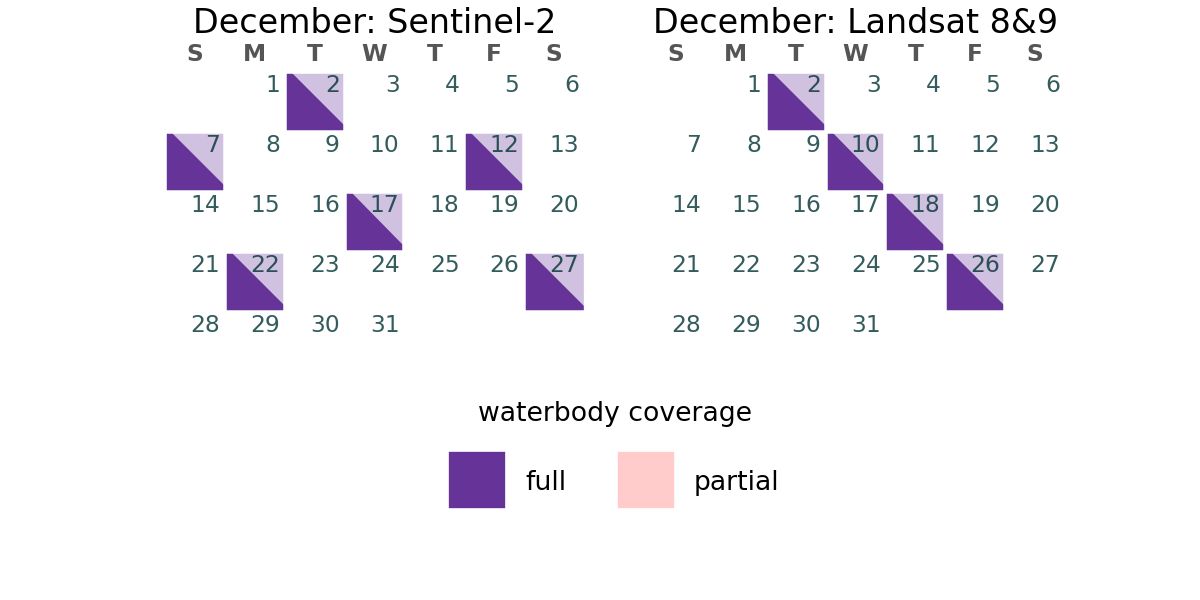 December: Sentinel-2
S M T W T F S
1 2 3 4 5 6
7 8 9 10 11 12 13
14 15 16 17 18 19 20
21 22 23 24 25 26 27
28 29 30 31
December: Landsat 8&9
S M T W T F S
1 2 3 4 5 6
7 8 9 10 11 12 13
14 15 16 17 18 19 20
21 22 23 24 25 26 27
28 29 30 31
waterbody coverage
full partial